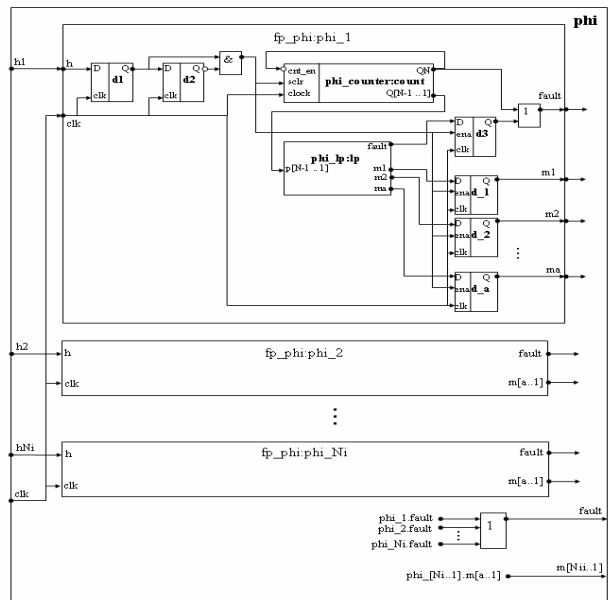 phi
fp_phi:phi_1
h1
h
D Q
d1
clk
D Q
d2
clk
&
cnt_en
QN
sclr
phi_counter:count
clock
Q[N-1 ..1]
fault
1
clk
D Q
ena
d3
clk
fault
phi_lp:lp
p[N-1 ..1]
m1
m2
ma
D Q
ena
d_1
clk
m1
D Q
ena
d_2
clk
m2
⋮
D Q
ena
d_a
clk
ma
h2
h
fp_phi:phi_2
fault
clk
m[a..1]
⋮
hNi
h
fp_phi:phi_Ni
fault
clk
clk
m[a..1]
phi_1.fault
phi_2.fault
⋮
phi_Ni.fault
1
fault
phi_[Ni..1].m[a..1]
m[Nii..1]